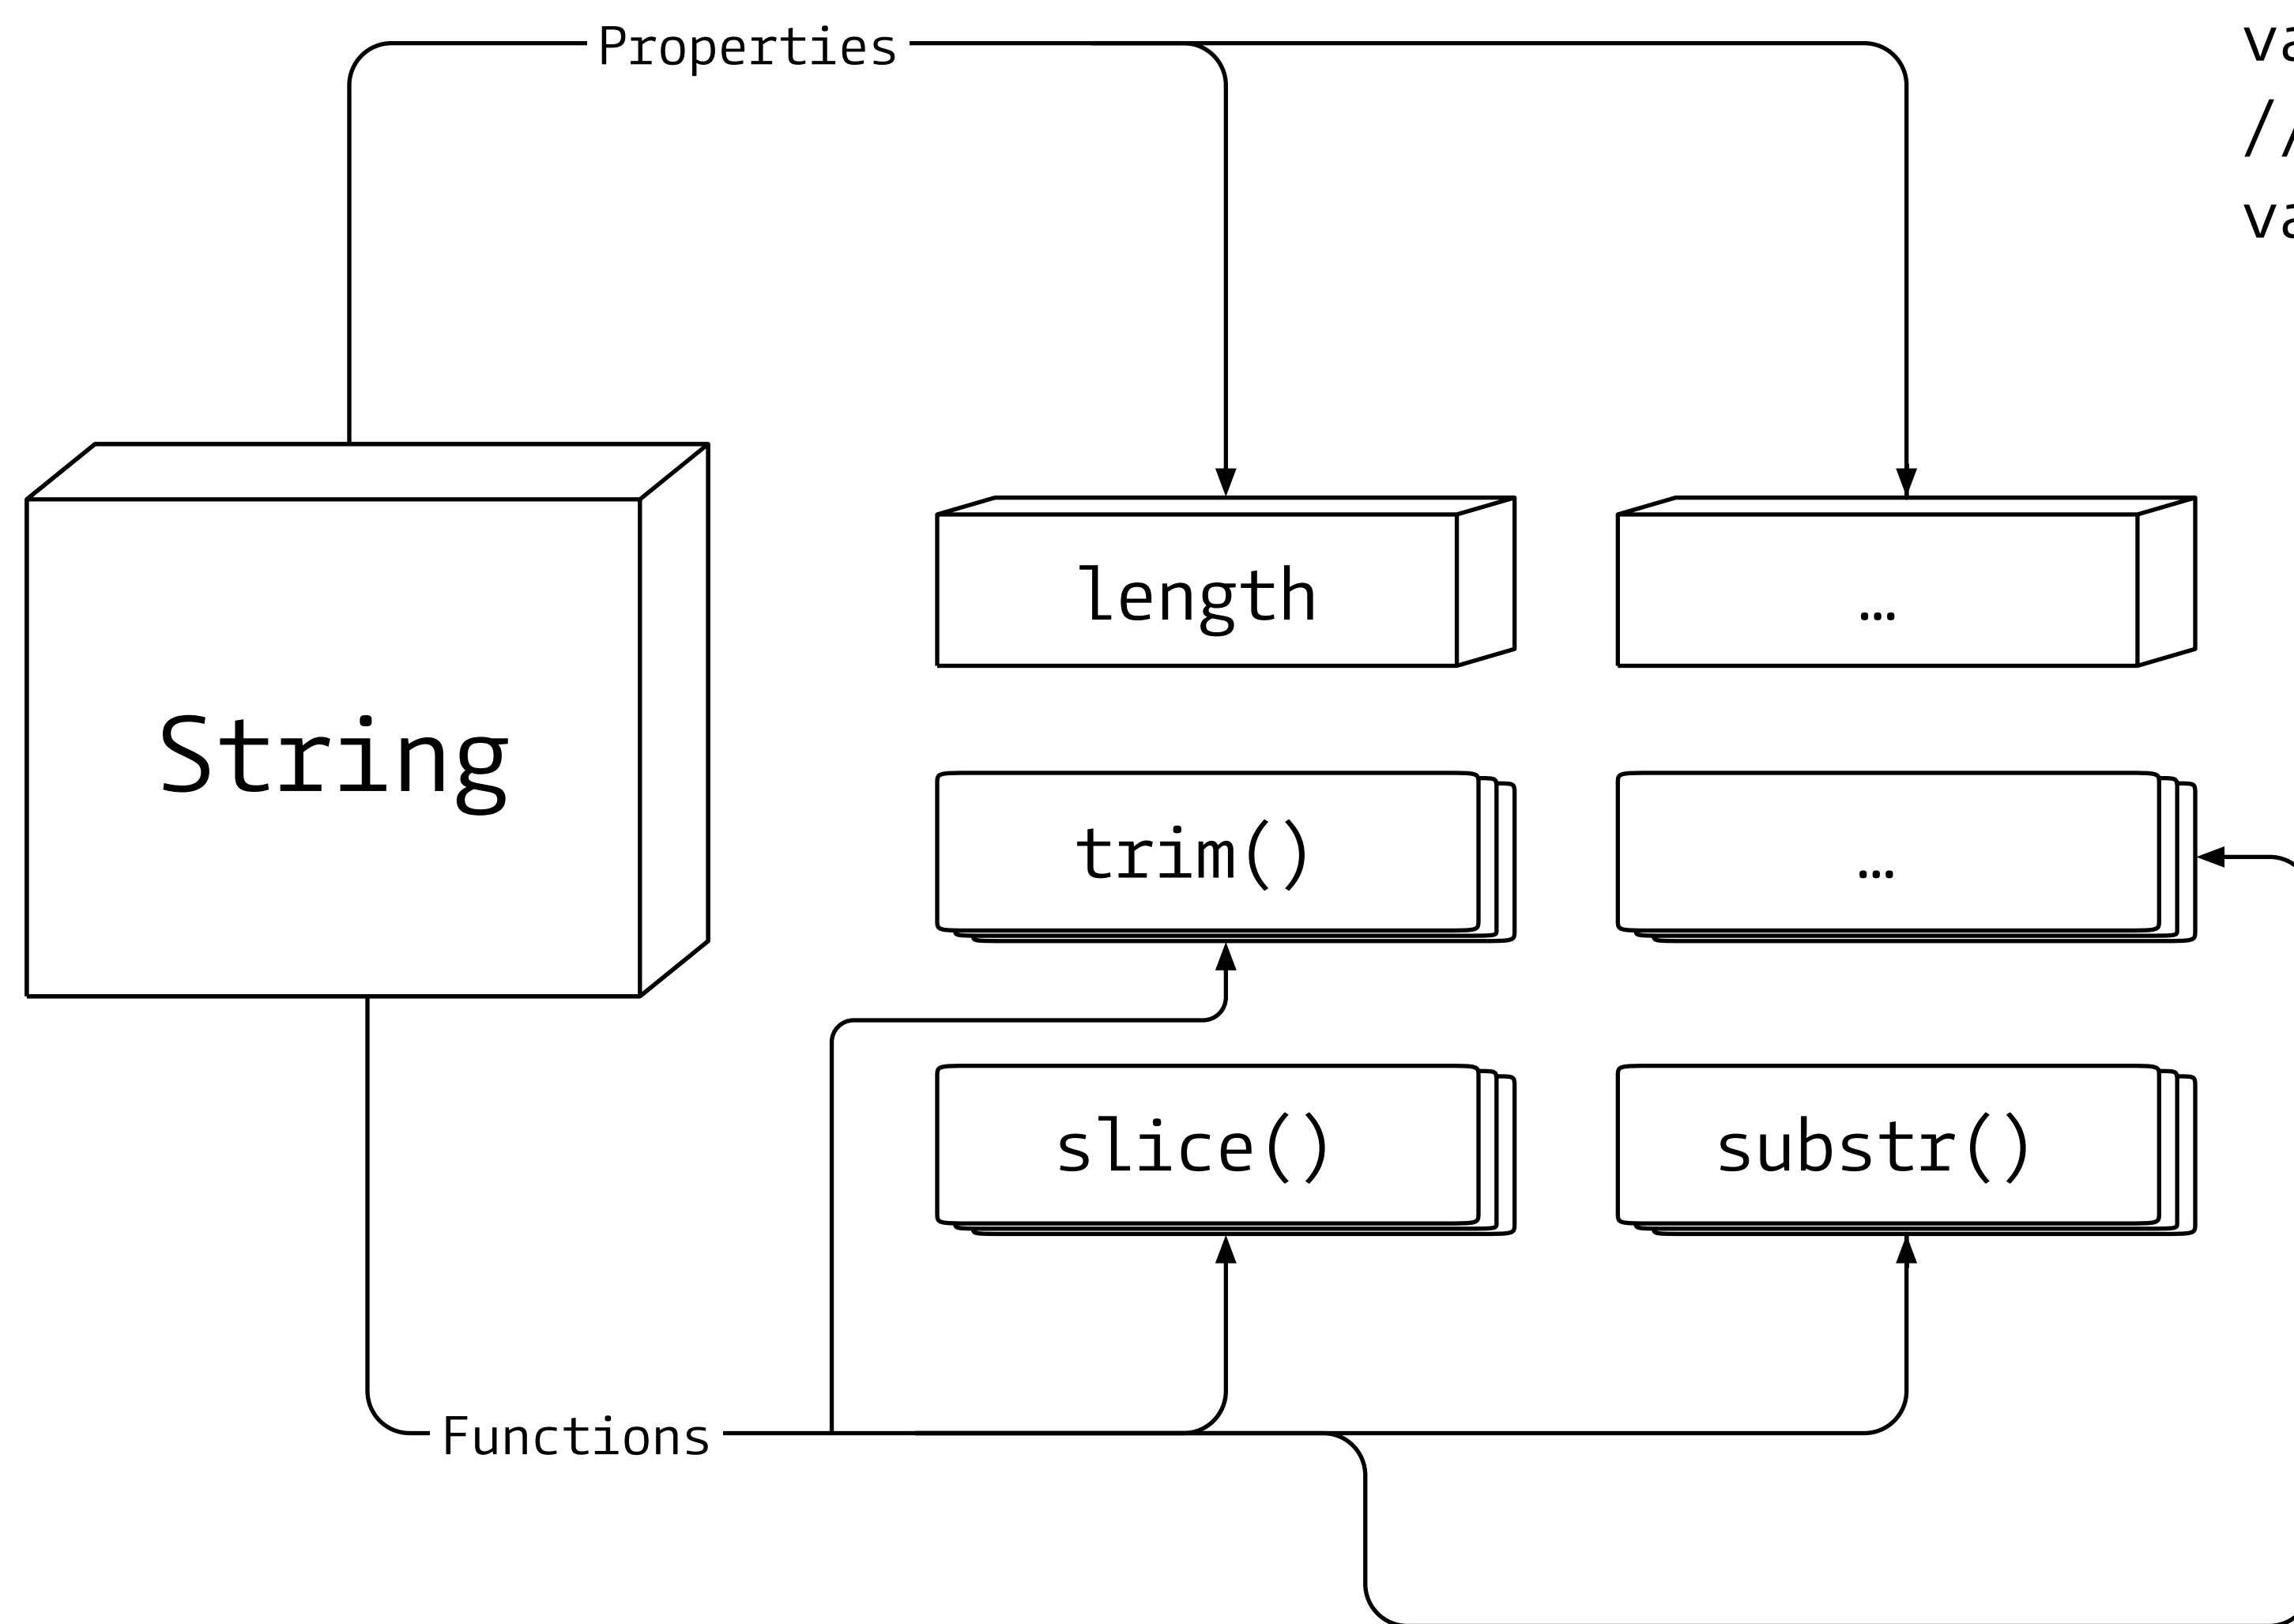 Properties
va
//
va
length
…
String
trim()
…
slice()
substr()
Functions